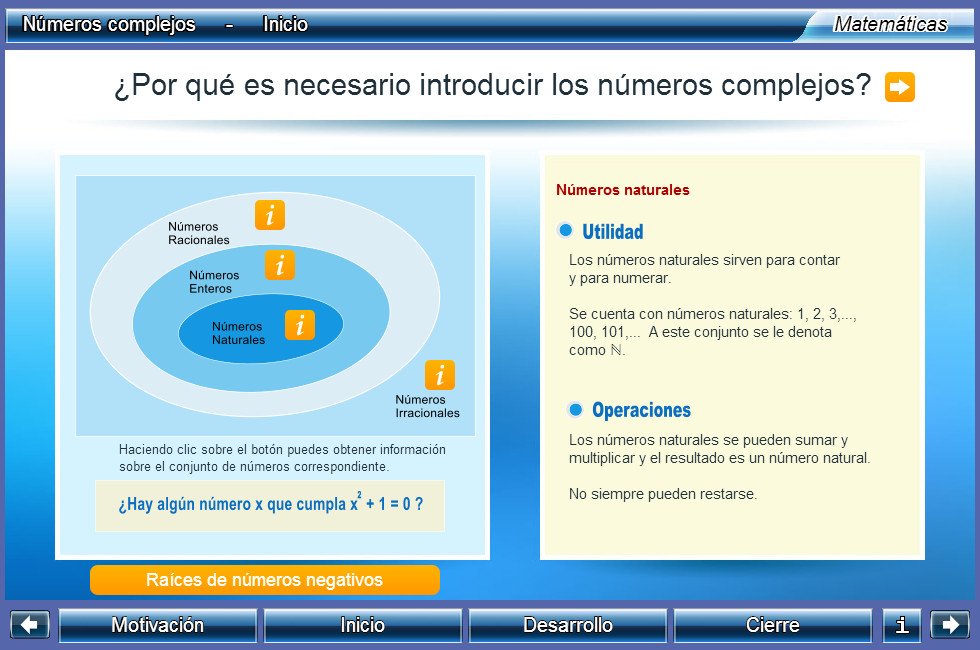 Números complejos - Inicio
Matemáticas
¿Por qué es necesario introducir los números complejos?
Números
Racionales
i
Números
Enteros
i
Números
Naturales
i
i
Números
Irracionales
Haciendo clic sobre el botón puedes obtener información
sobre el conjunto de números correspondiente.
¿Hay algún número x que cumpla x² + 1 = 0 ?
Raíces de números negativos
Números naturales
Utilidad
Los números naturales sirven para contar
y para numerar.
Se cuenta con números naturales: 1, 2, 3,...,
100, 101,... A este conjunto se le denota
como ℕ.
Operaciones
Los números naturales se pueden sumar y
multiplicar y el resultado es un número natural.
No siempre pueden restarse.
Motivación
Inicio
Desarrollo
Cierre
i